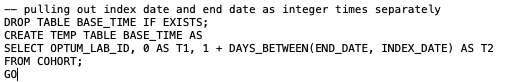 -- pulling out index date and end date as integer times separately
DROP TABLE BASE_TIME IF EXISTS;
CREATE TEMP TABLE BASE_TIME AS
SELECT OPTUM_LAB_ID, 0 AS T1, 1 + DAYS_BETWEEN(END_DATE, INDEX_DATE) AS T2
FROM COHORT;
GO